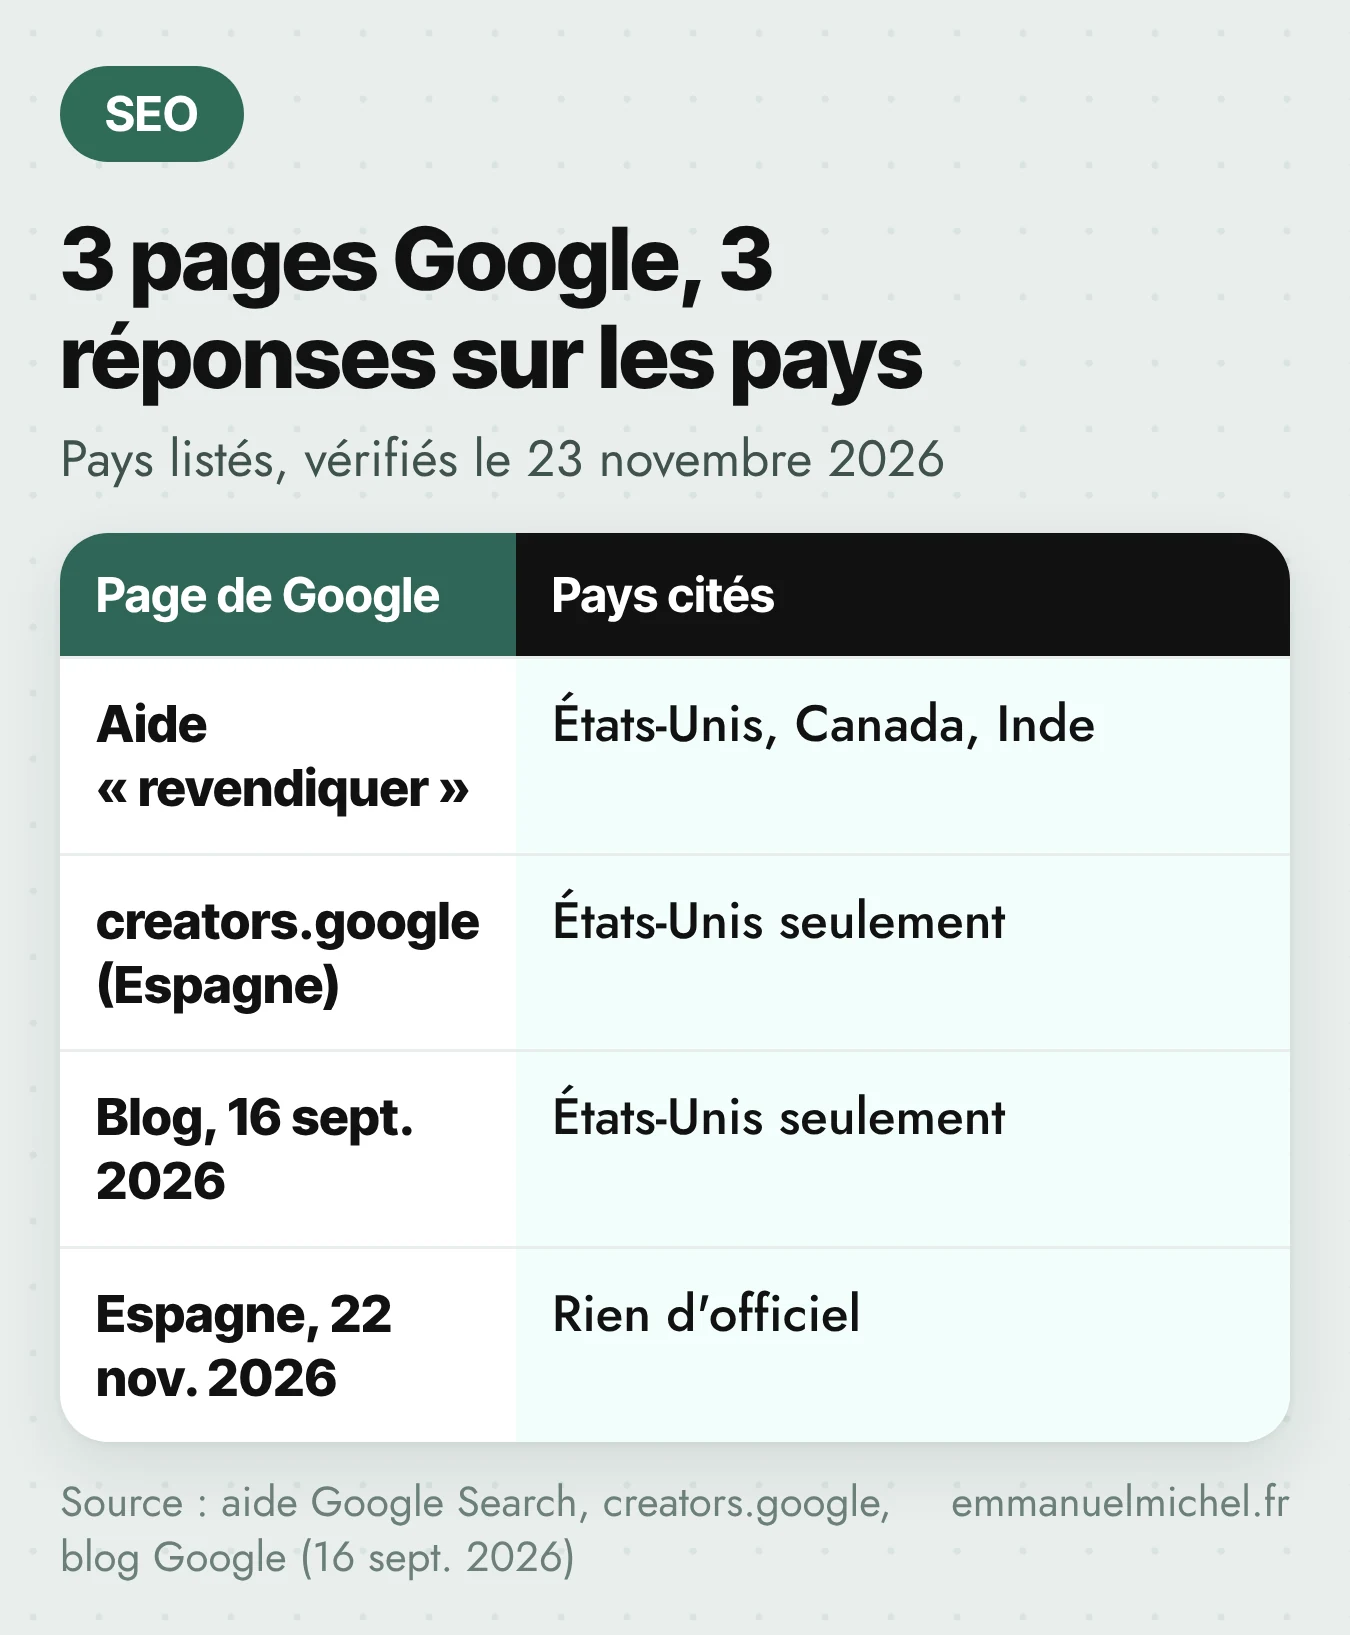 SEO
3 pages Google, 3
réponses sur les pays
Pays listés, vérifiés le 23 novembre 2026
Page de Google
Pays cités
Aide
« revendiquer »
États-Unis, Canada, Inde
creators.google
(Espagne)
États-Unis seulement
Blog, 16 sept.
2026
États-Unis seulement
Espagne, 22
nov. 2026
Rien d'officiel
Source : aide Google Search, creators.google,
blog Google (16 sept. 2026)
emmanuelmichel.fr